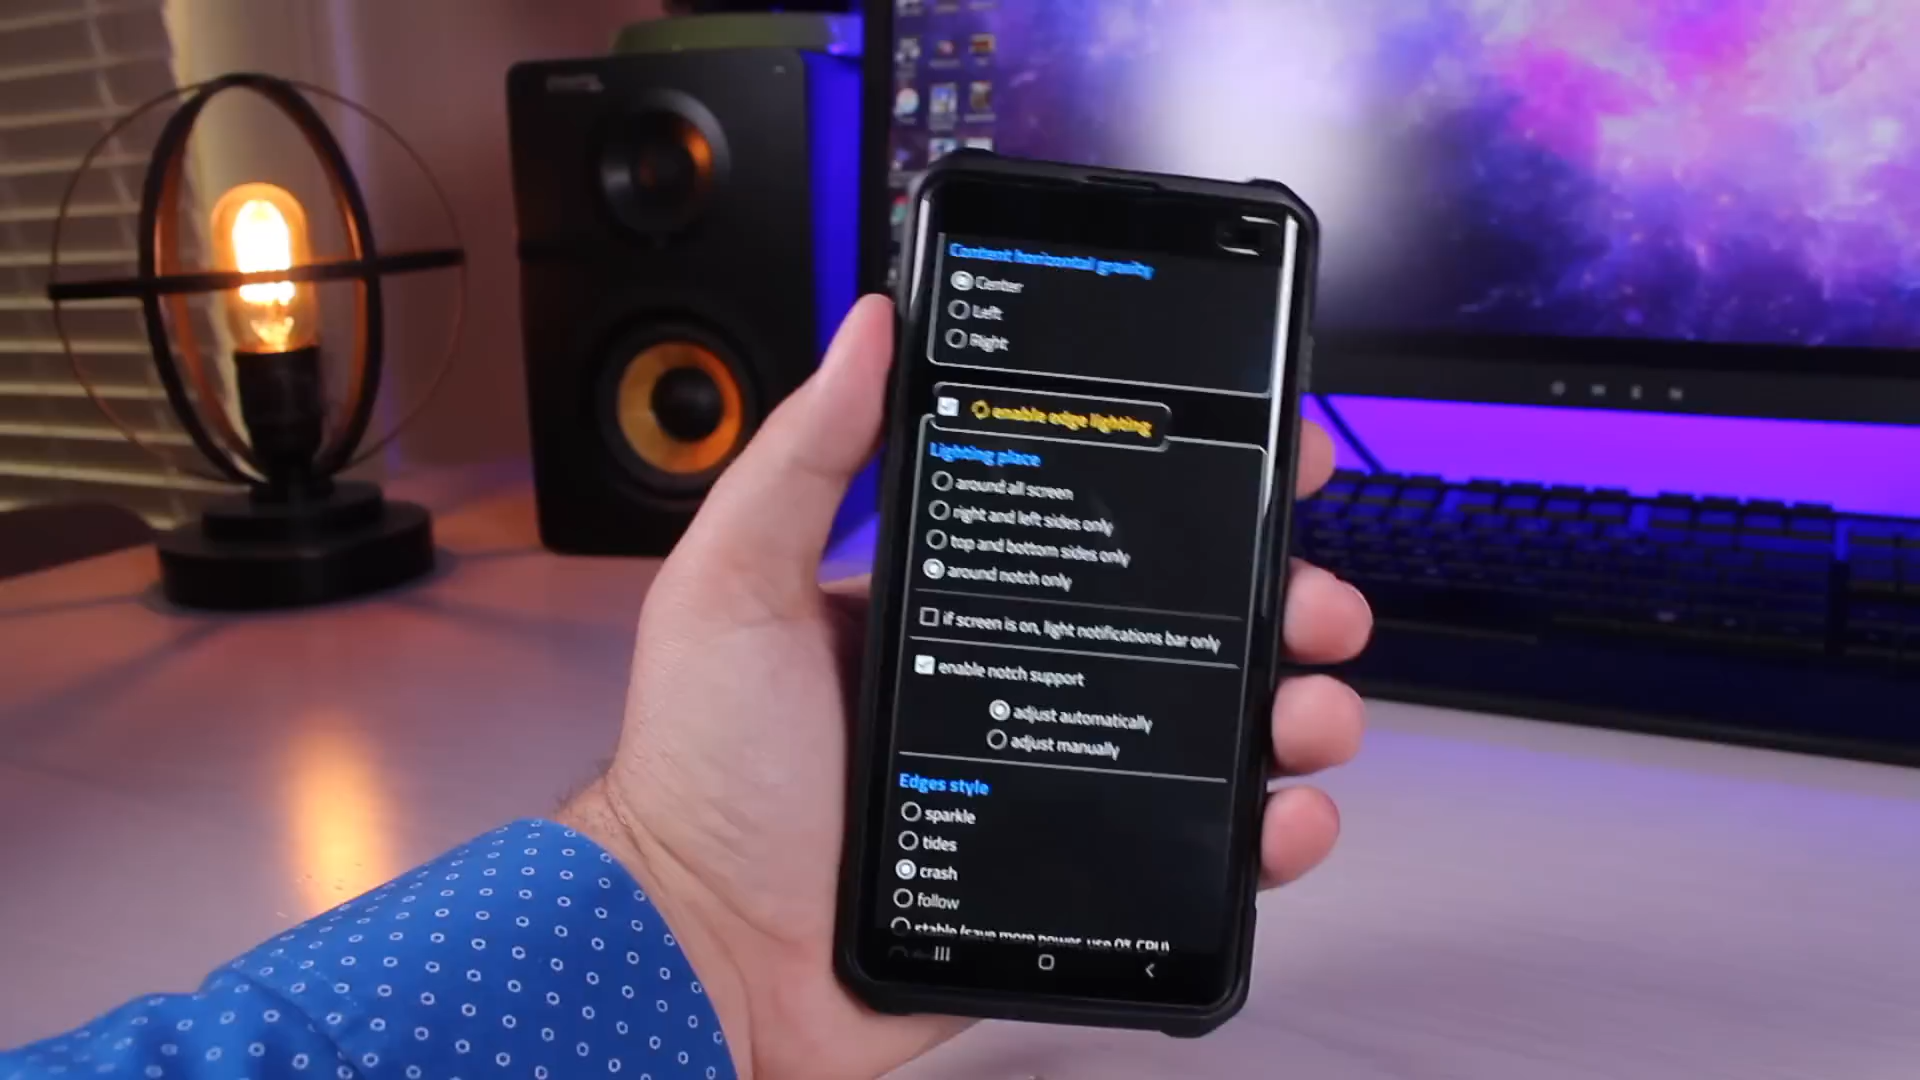 Content horizontal gravity
Center
Left
Right
enable edge lighting
Lighting place
around all screen
right and left sides only
top and bottom sides only
around notch only
if screen is on, light notifications bar only
enable notch support
adjust automatically
adjust manually
Edges style
sparkle
tides
crash
follow
stable (save more power, use 0% CPU)
OMEN